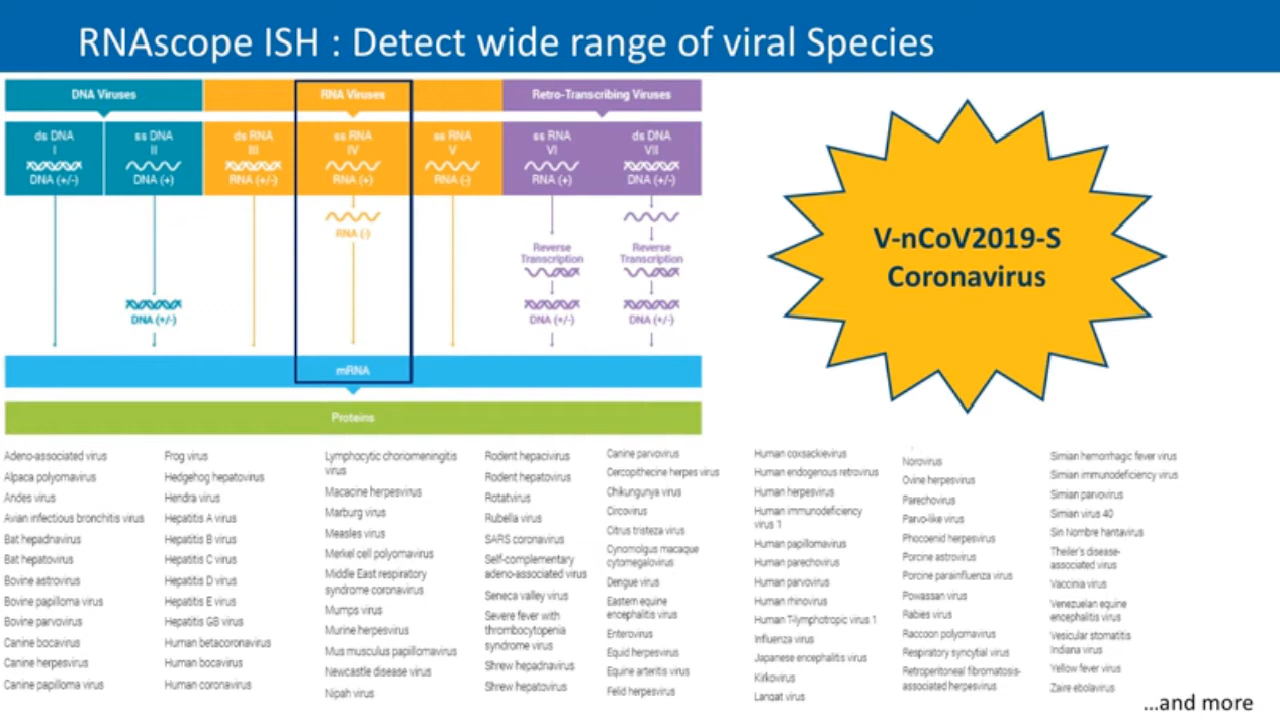 RNAscope ISH : Detect wide range of viral Species
DNA Viruses
RNA Viruses
Retro-Transcribing Viruses
ds DNA
I
DNA (+/-)
ss DNA
II
DNA (+)
ds RNA
III
RNA (+/-)
ss RNA
IV
RNA (+)
ss RNA
V
RNA (-)
ss RNA
VI
RNA (+)
ds DNA
VII
DNA (+/-)
RNA (-)
Reverse
Transcription
Reverse
Transcription
DNA (+/-)
DNA (+/-)
DNA (+/-)
mRNA
Proteins
V-nCoV2019-S
Coronavirus
Adeno-associated virus
Alpaca polyomavirus
Andes virus
Avian infectious bronchitis virus
Bat hepadnavirus
Bat hepatovirus
Bovine astrovirus
Bovine papilloma virus
Bovine parvovirus
Canine bocavirus
Canine herpesvirus
Canine papilloma virus
Frog virus
Hedgehog hepatovirus
Hendra virus
Hepatitis A virus
Hepatitis B virus
Hepatitis C virus
Hepatitis D virus
Hepatitis E virus
Hepatitis GB virus
Human betacoronavirus
Human bocavirus
Human coronavirus
Lymphocytic choriomeningitis
virus
Macacine herpesvirus
Marburg virus
Measles virus
Merkel cell polyomavirus
Middle East respiratory
syndrome coronavirus
Mumps virus
Murine herpesvirus
Mus musculus papillomavirus
Newcastle disease virus
Nipah virus
Rodent hepacivirus
Rodent hepatovirus
Rotatvirus
Rubella virus
SARS coronavirus
Self-complementary
adeno-associated virus
Seneca valley virus
Severe fever with
thrombocytopenia
syndrome virus
Shrew hepadnavirus
Shrew hepatovirus
Canine parvovirus
Cercopithecine herpes virus
Chikungunya virus
Circovirus
Citrus tristeza virus
Cynomolgus macaque
cytomegalovirus
Dengue virus
Eastern equine
encephalitis virus
Enterovirus
Equid herpesvirus
Equine arteritis virus
Felid herpesvirus
Human coxsackievirus
Human endogenous retrovirus
Human herpesvirus
Human immunodeficiency
virus 1
Human papillomavirus
Human parechovirus
Human parvovirus
Human rhinovirus
Human T-lymphotropic virus 1
Influenza virus
Japanese encephalitis virus
Kirkovirus
Langat virus
Norovirus
Ovine herpesvirus
Parechovirus
Parvo-like virus
Phocoenid herpesvirus
Porcine astrovirus
Porcine parainfluenza virus
Powassan virus
Rabies virus
Raccoon polyomavirus
Respiratory syncytial virus
Retroperitoneal fibromatosis-
associated herpesvirus
Simian hemorrhagic fever virus
Simian immunodeficiency virus
Simian parvovirus
Simian virus 40
Sin Nombre hantavirus
Theiler's disease-
associated virus
Vaccinia virus
Venezuelan equine
encephalitis virus
Vesicular stomatitis
Indiana virus
Yellow fever virus
Zaire ebolavirus
...and more